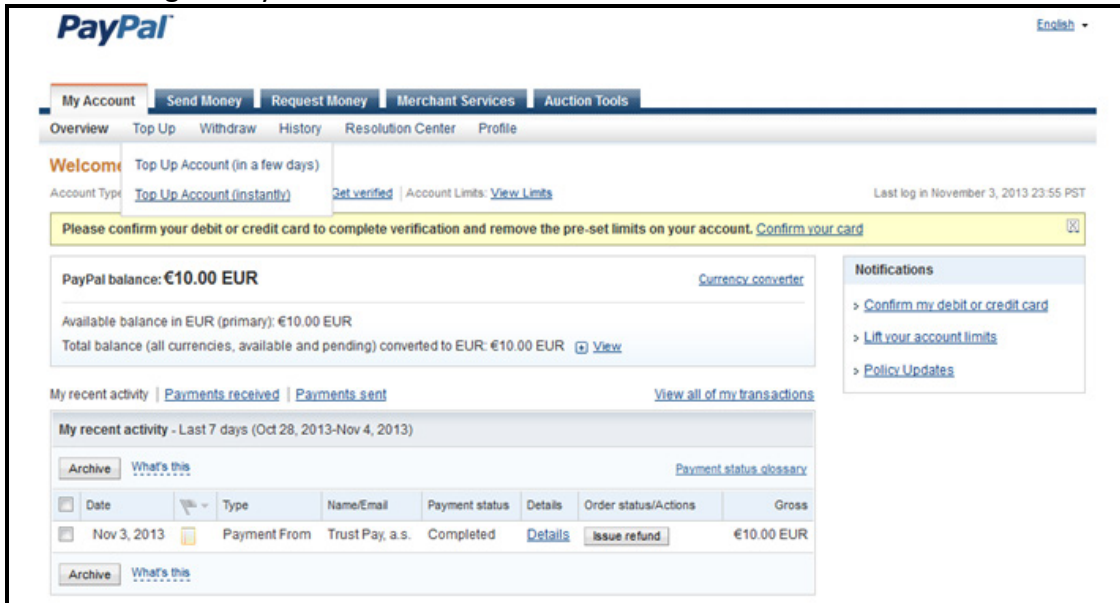 PayPal
English
My Account Send Money Request Money Merchant Services Auction Tools
Overview Top Up Withdraw History Resolution Center Profile
Welcome
Top Up Account (in a few days)
Account Type Top Up Account (instantly) Get verified | Account Limits: View Limits Last log in November 3, 2013 23:55 PST
Please confirm your debit or credit card to complete verification and remove the pre-set limits on your account. Confirm your card
PayPal balance: €10.00 EUR Currency converter
Available balance in EUR (primary): €10.00 EUR
Total balance (all currencies, available and pending) converted to EUR: €10.00 EUR View
Notifications
> Confirm my debit or credit card
> Lift your account limits
> Policy Updates
My recent activity | Payments received | Payments sent View all of my transactions
My recent activity - Last 7 days (Oct 28, 2013-Nov 4, 2013)
Archive What's this Payment status glossary
Date Type Name/Email Payment status Details Order status/Actions Gross
Nov 3, 2013 Payment From Trust Pay, a.s. Completed Details Issue refund €10.00 EUR
Archive What's this